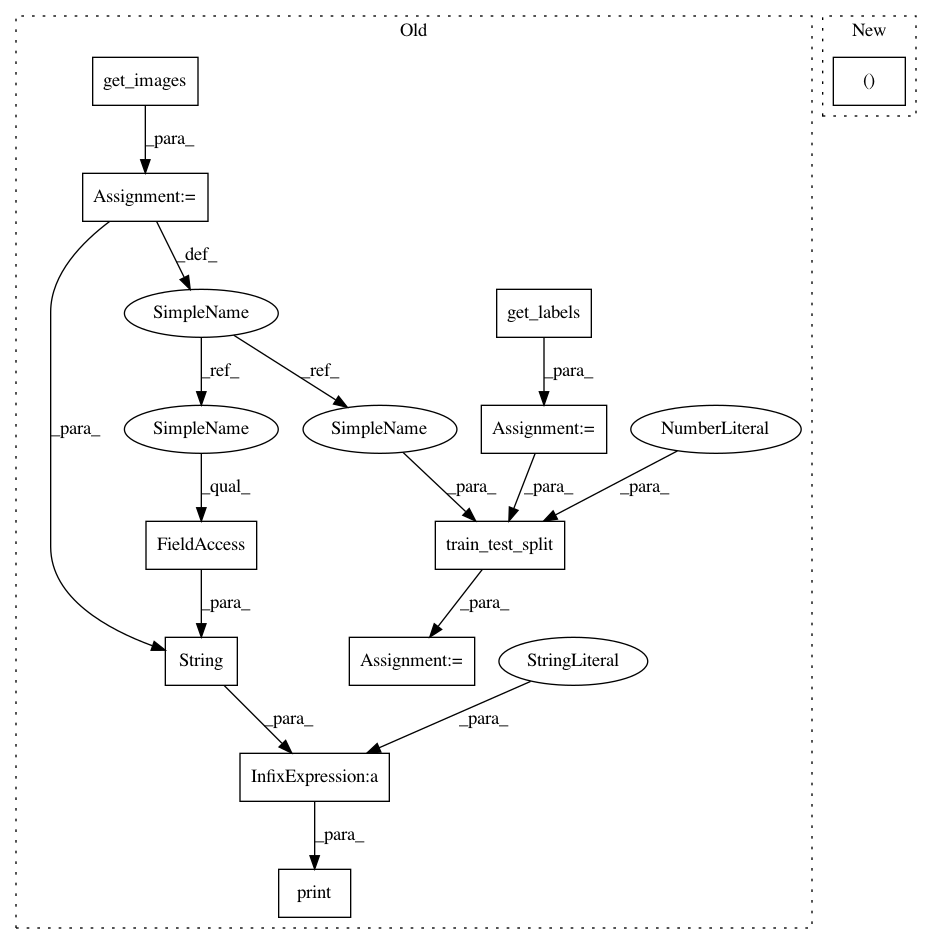 Old
New
get_images
()
_para_
Assignment:=
_def_
SimpleName
get_labels
_ref_
_ref_
_para_
_para_
SimpleName
SimpleName
Assignment:=
NumberLiteral
_qual_
_para_
_para_
_para_
FieldAccess
train_test_split
_para_
_para_
String
Assignment:=
StringLiteral
_para_
_para_
InfixExpression:a
_para_
print